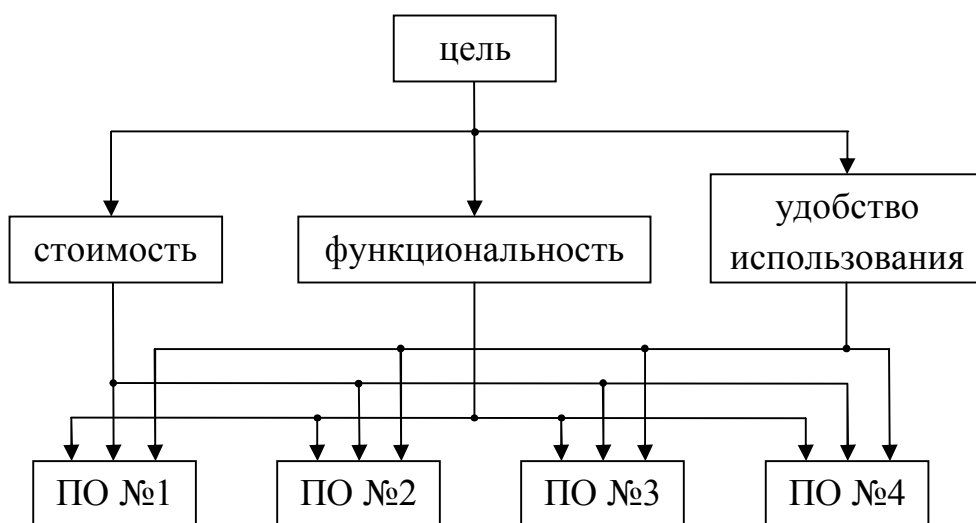 цель
стоимость
функциональность
удобство
использования
ПО №1
ПО №2
ПО №3
ПО №4